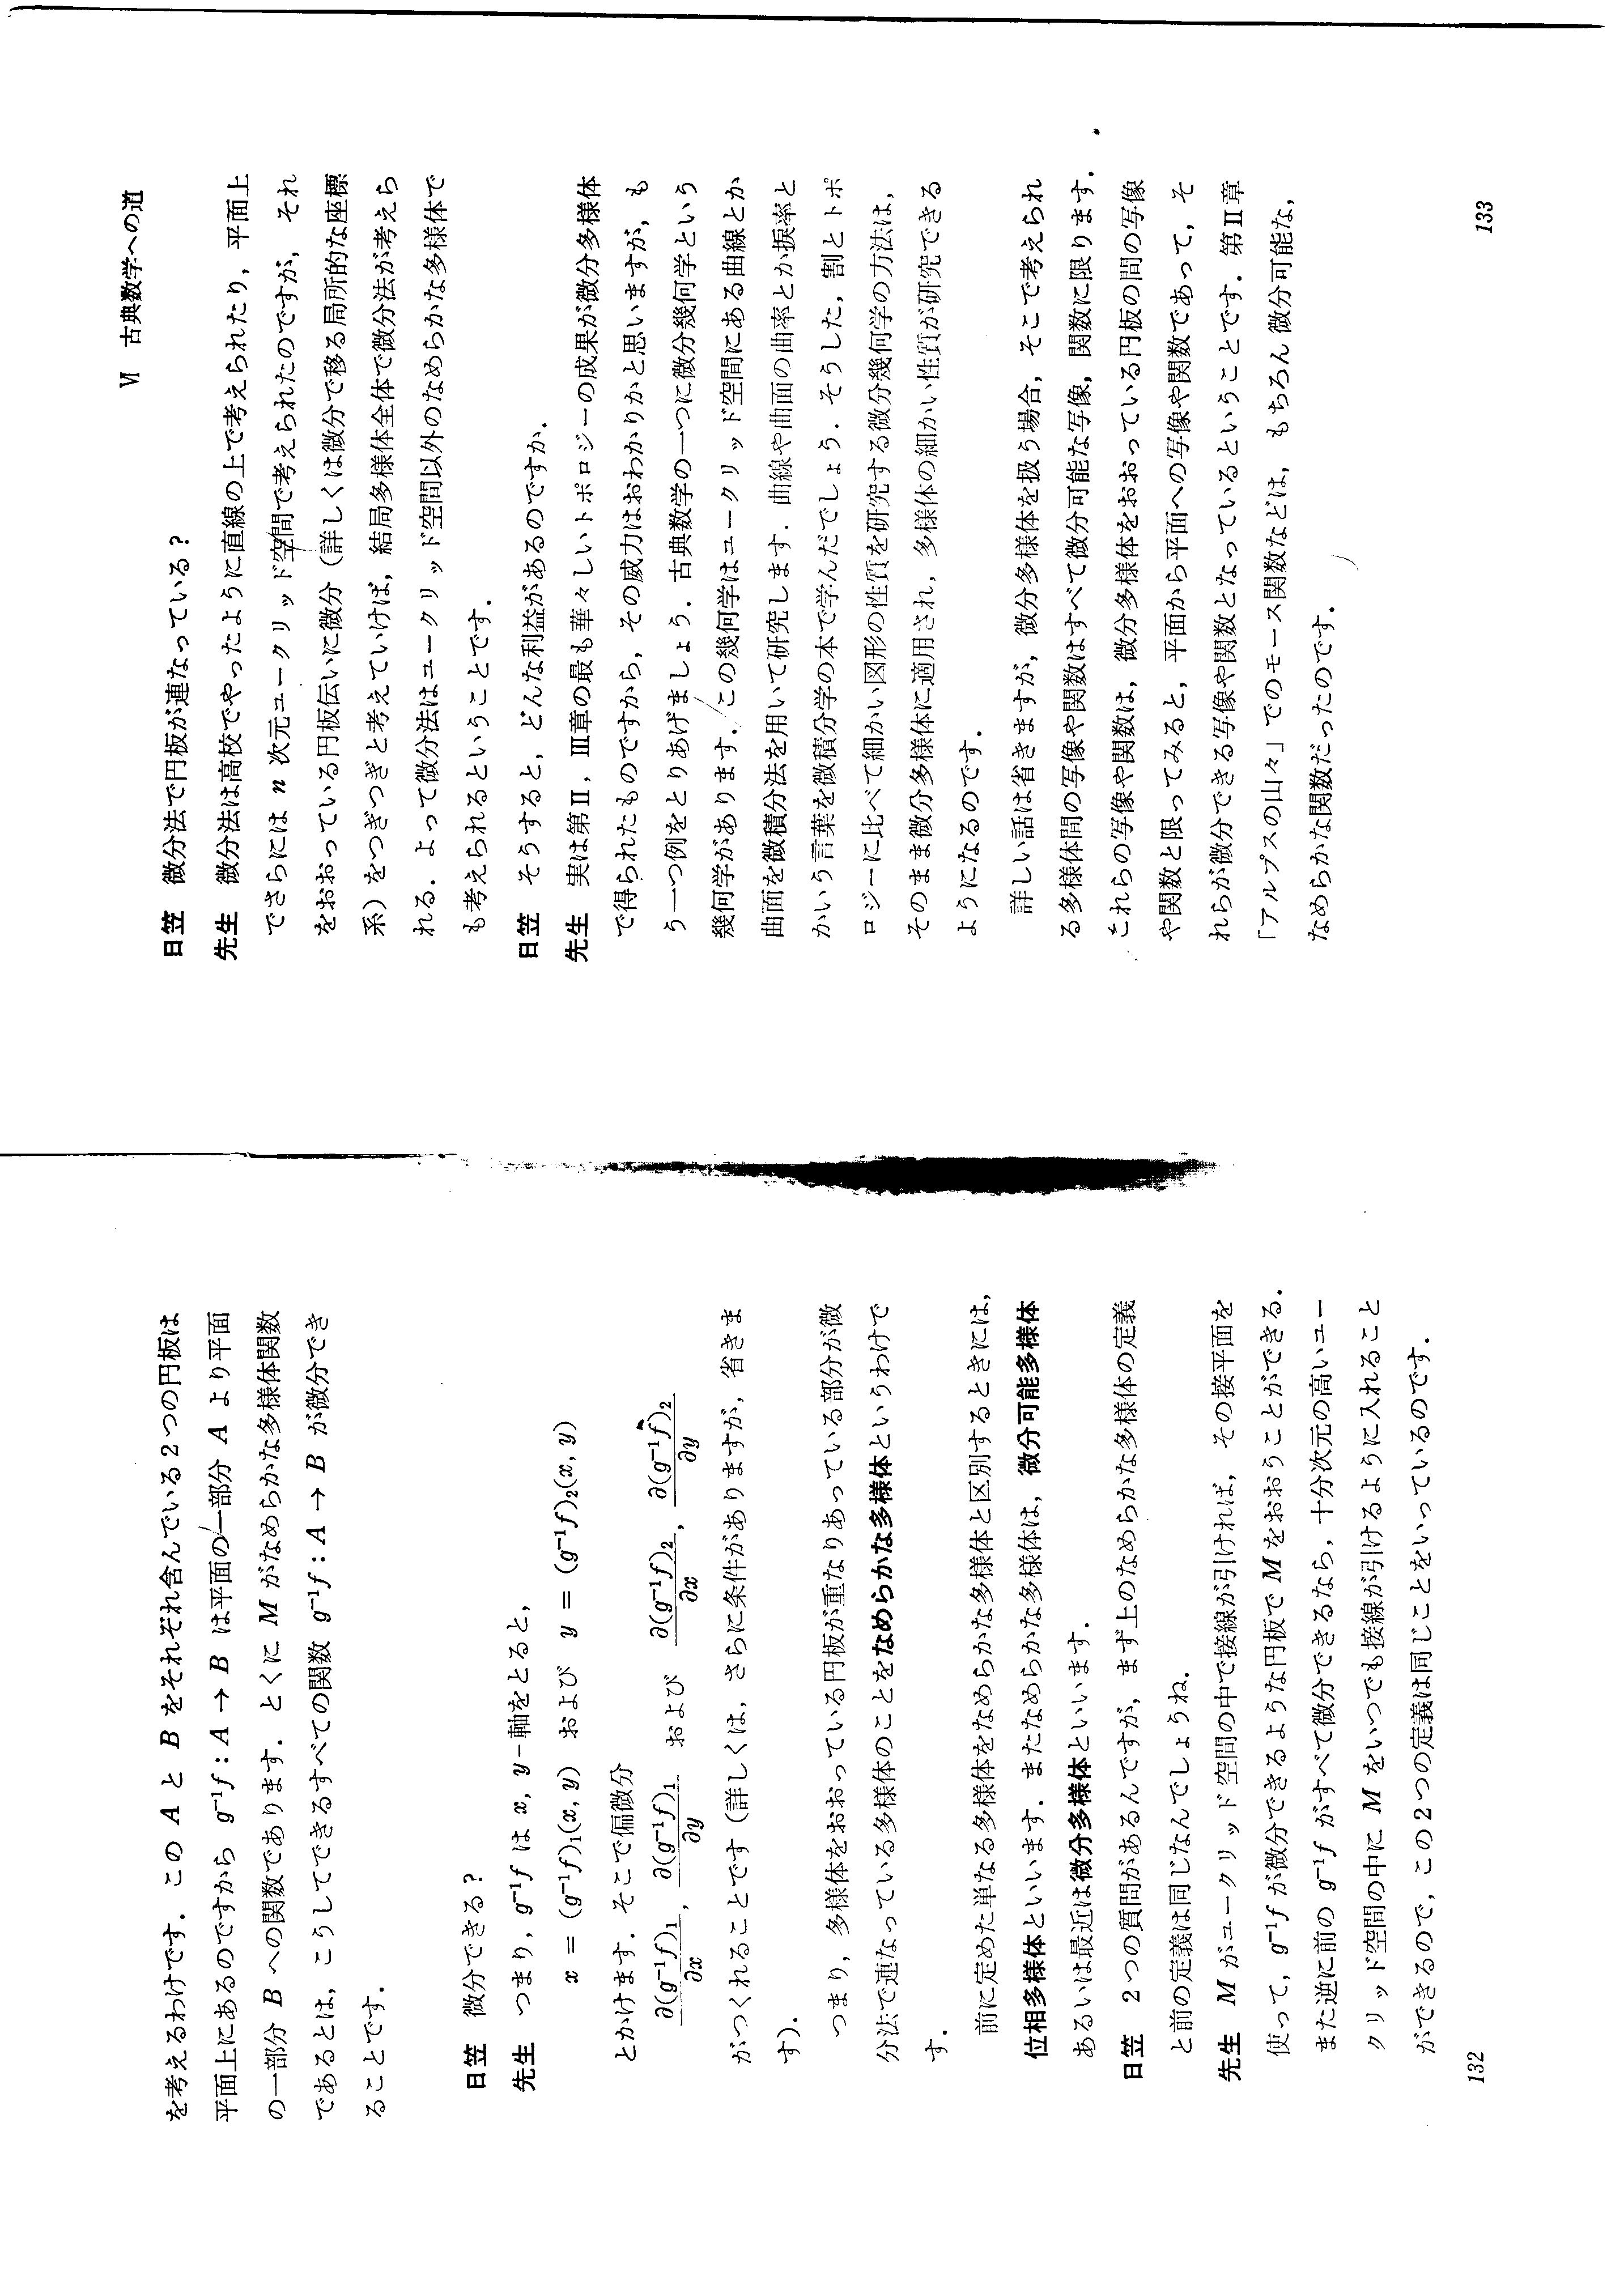 を考えるわけです．この A と B をそれぞれ含んでいる2つの円板は
平面上にあるのですから g⁻¹f : A → B は平面の一部分 A より平面
の一部分 B への関数であります．とくに M がなめらかな多様体関数
であるとは，こうしてできるすべての関数 g⁻¹f : A → B が微分でき
ることです．
日笠 微分できる？
先生 つまり，g⁻¹f は x, y-軸をとると，
x = (g⁻¹f)₁(x, y) および y = (g⁻¹f)₂(x, y)
とかけます．そこで偏微分
∂(g⁻¹f)₁/∂x , ∂(g⁻¹f)₁/∂y および ∂(g⁻¹f)₂/∂x , ∂(g⁻¹f)₂/∂y
がつくれることです（詳しくは，さらに条件がありますが，省きま
す）．
つまり，多様体をおおっている円板が重なりあっている部分が微
分法で連なっている多様体のことをなめらかな多様体というわけで
す．
前に定めた単なる多様体をなめらかな多様体と区別するときには，
位相多様体といいます．またなめらかな多様体は，微分可能多様体
あるいは最近は微分多様体といいます．
日笠 2つの質問があるんですが，まず上のなめらかな多様体の定義
と前の定義は同じなんでしょうね．
先生 M がユークリッド空間の中で接線が引ければ，その接平面を
使って，g⁻¹f が微分できるような円板で M をおおうことができる．
また逆に前の g⁻¹f がすべて微分できるなら，十分次元の高いユー
クリッド空間の中に M をいつでも接線が引けるように入れること
ができるので，この2つの定義は同じことをいっているのです．
132
VI 古典数学への道
日笠 微分法で円板が連なっている？
先生 微分法は高校でやったように直線の上で考えられたり，平面上
でさらには n 次元ユークリッド空間で考えられたのですが，それ
をおおっている円板伝いに微分（詳しくは微分で移る局所的な座標
系）をつぎつぎと考えていけば，結局多様体全体で微分法が考えら
れる．よって微分法はユークリッド空間以外のなめらかな多様体で
も考えられるということです．
日笠 そうすると，どんな利益があるのですか．
先生 実は第II，III章の最も華々しいトポロジーの成果が微分多様体
で得られたものですから，その威力はおわかりかと思いますが，も
う一つ例をとりあげましょう．古典数学の一つに微分幾何学という
幾何学があります．この幾何学はユークリッド空間にある曲線とか
曲面を微積分法を用いて研究します．曲線や曲面の曲率とか捩率と
かいう言葉を微積分学の本で学んだでしょう．そうした，割とトポ
ロジーに比べて細かい図形の性質を研究する微分幾何学の方法は，
そのまま微分多様体に適用され，多様体の細かい性質が研究できる
ようになるのです．
詳しい話は省きますが，微分多様体を扱う場合，そこで考えられ
る多様体間の写像や関数はすべて微分可能な写像，関数に限ります．
これらの写像や関数は，微分多様体をおおっている円板の間の写像
や関数と限ってみると，平面から平面への写像や関数であって，そ
れらが微分できる写像や関数となっているということです．第II章
「アルプスの山々」でのモース関数などは，もちろん微分可能な，
なめらかな関数だったのです．
133